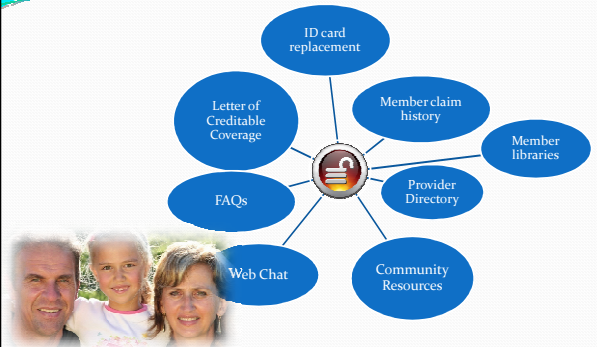 ID card
replacement
Letter of
Creditable
Coverage
Member claim
history
Member
libraries
Provider
Directory
FAQs
Web Chat
Community
Resources